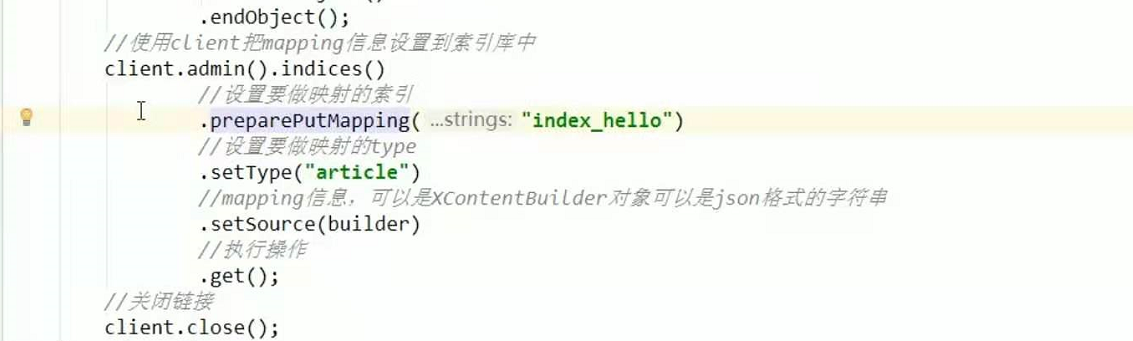 .endObject();
//使用client把mapping信息设置到索引库中
client.admin().indices()
//设置要做映射的索引
.preparePutMapping( ...strings: "index_hello")
//设置要做映射的type
.setType("article")
//mapping信息，可以是XContentBuilder对象可以是json格式的字符串
.setSource(builder)
//执行操作
.get();
//关闭链接
client.close();